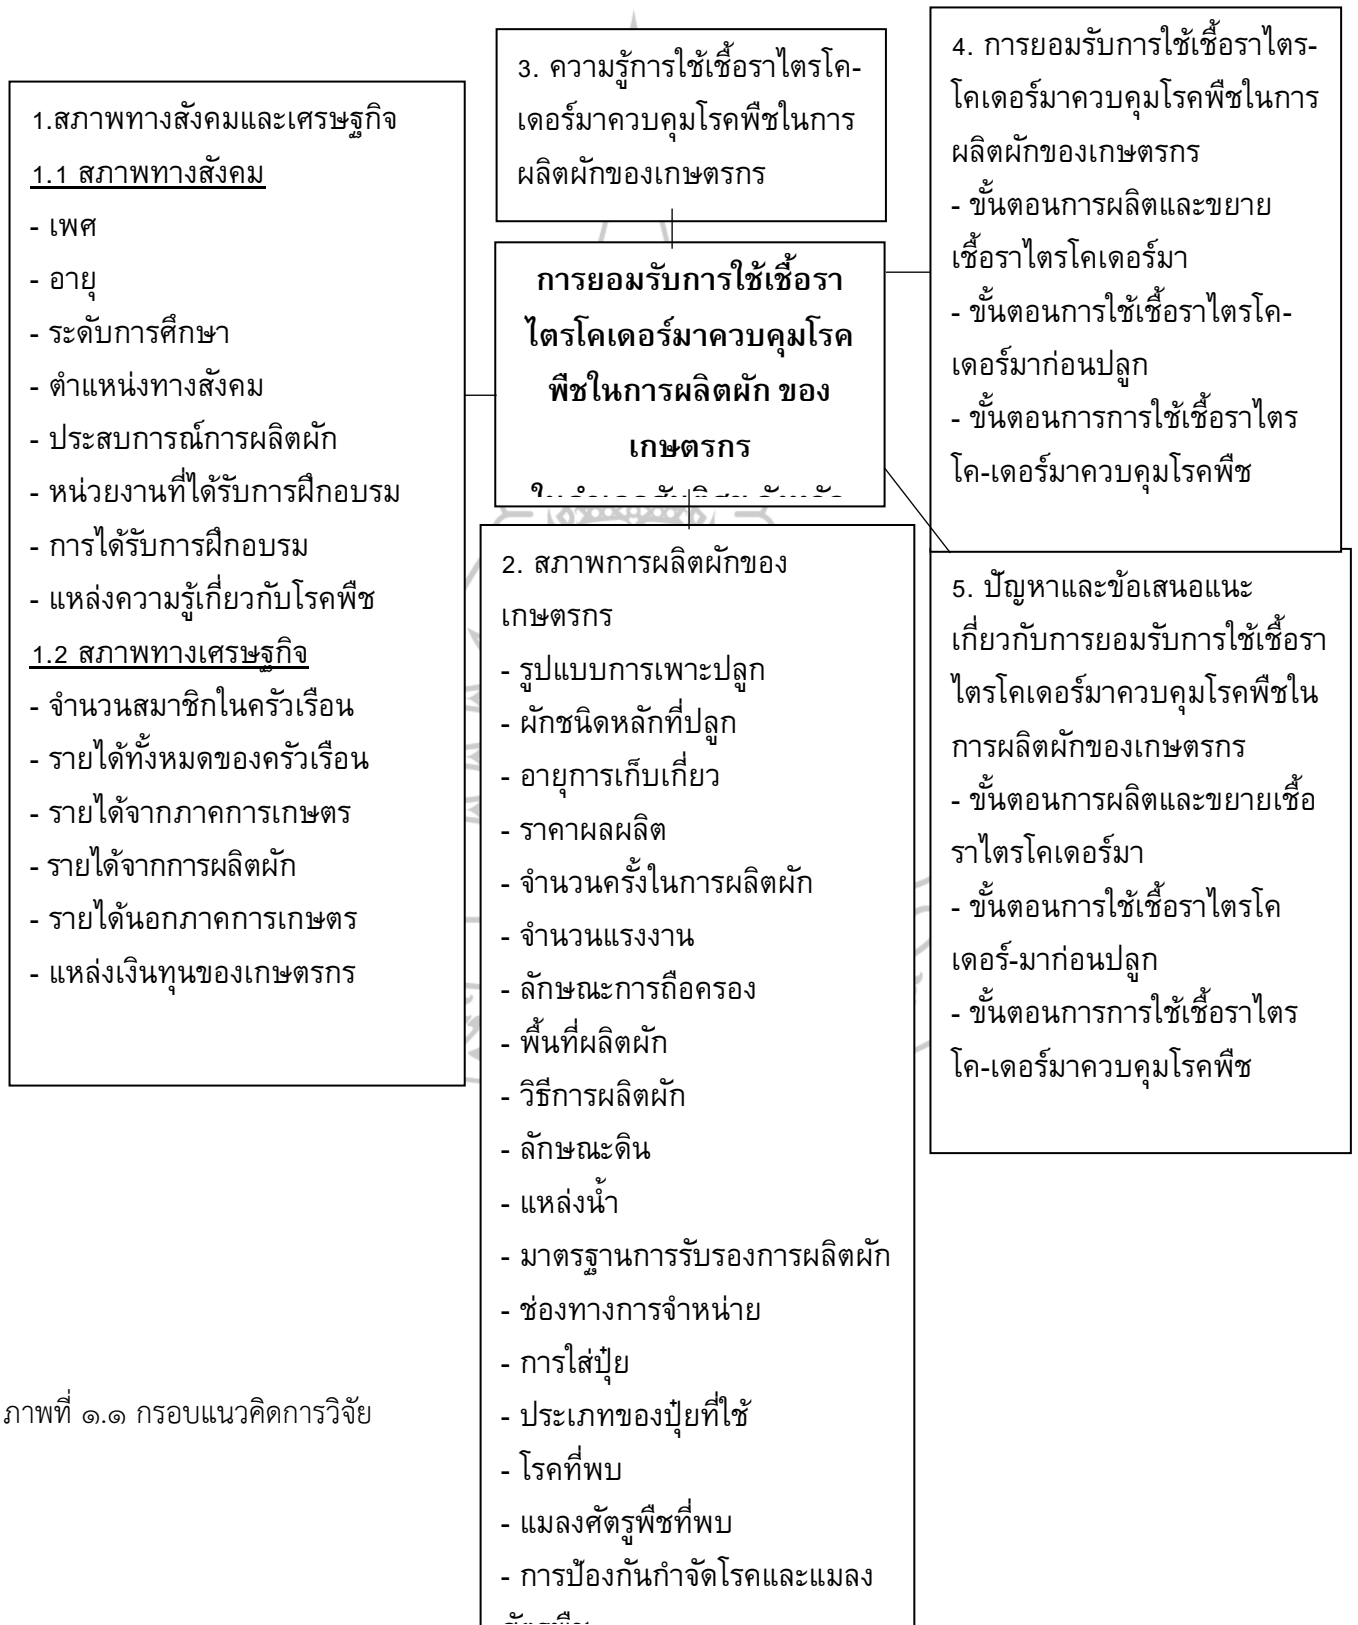 1.สภาพทางสังคมและเศรษฐกิจ
1.1 สภาพทางสังคม
- เพศ
- อายุ
- ระดับการศึกษา
- ตำแหน่งทางสังคม
- ประสบการณ์การผลิตผัก
- หน่วยงานที่ได้รับการฝึกอบรม
- การได้รับการฝึกอบรม
- แหล่งความรู้เกี่ยวกับโรคพืช
1.2 สภาพทางเศรษฐกิจ
- จำนวนสมาชิกในครัวเรือน
- รายได้ทั้งหมดของครัวเรือน
- รายได้จากภาคการเกษตร
- รายได้จากการผลิตผัก
- รายได้นอกภาคการเกษตร
- แหล่งเงินทุนของเกษตรกร
3. ความรู้การใช้เชื้อราไตรโค-
เดอร์มาควบคุมโรคพืชในการ
ผลิตผักของเกษตรกร
การยอมรับการใช้เชื้อรา
ไตรโคเดอร์มาควบคุมโรค
พืชในการผลิตผัก ของ
เกษตรกร
2. สภาพการผลิตผักของ
เกษตรกร
- รูปแบบการเพาะปลูก
- ผักชนิดหลักที่ปลูก
- อายุการเก็บเกี่ยว
- ราคาผลผลิต
- จำนวนครั้งในการผลิตผัก
- จำนวนแรงงาน
- ลักษณะการถือครอง
- พื้นที่ผลิตผัก
- วิธีการผลิตผัก
- ลักษณะดิน
- แหล่งน้ำ
- มาตรฐานการรับรองการผลิตผัก
- ช่องทางการจำหน่าย
- การใส่ปุ๋ย
- ประเภทของปุ๋ยที่ใช้
- โรคที่พบ
- แมลงศัตรูพืชที่พบ
- การป้องกันกำจัดโรคและแมลง
4. การยอมรับการใช้เชื้อราไตร-
โคเดอร์มาควบคุมโรคพืชในการ
ผลิตผักของเกษตรกร
- ขั้นตอนการผลิตและขยาย
เชื้อราไตรโคเดอร์มา
- ขั้นตอนการใช้เชื้อราไตรโค-
เดอร์มาก่อนปลูก
- ขั้นตอนการการใช้เชื้อราไตร
โค-เดอร์มาควบคุมโรคพืช
5. ปัญหาและข้อเสนอแนะ
เกี่ยวกับการยอมรับการใช้เชื้อรา
ไตรโคเดอร์มาควบคุมโรคพืชใน
การผลิตผักของเกษตรกร
- ขั้นตอนการผลิตและขยายเชื้อ
ราไตรโคเดอร์มา
- ขั้นตอนการใช้เชื้อราไตรโค
เดอร์-มาก่อนปลูก
- ขั้นตอนการการใช้เชื้อราไตร
โค-เดอร์มาควบคุมโรคพืช
ภาพที่ ๑.๑ กรอบแนวคิดการวิจัย